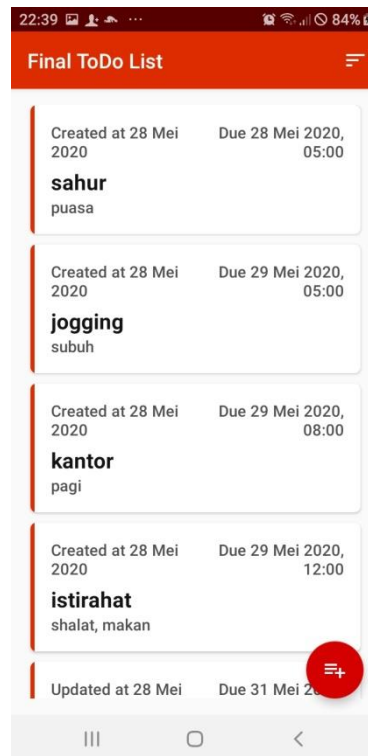 22:39 84%
Final ToDo List
Created at 28 Mei 2020
Due 28 Mei 2020, 05:00
sahur
puasa
Created at 28 Mei 2020
Due 29 Mei 2020, 05:00
jogging
subuh
Created at 28 Mei 2020
Due 29 Mei 2020, 08:00
kantor
pagi
Created at 28 Mei 2020
Due 29 Mei 2020, 12:00
istirahat
shalat, makan
Updated at 28 Mei
Due 31 Mei